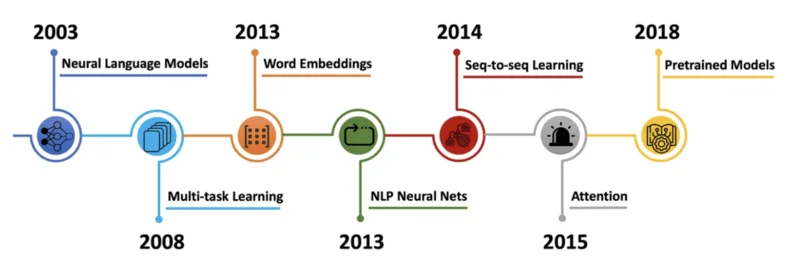 2003
Neural Language Models
Multi-task Learning
2008
2013
Word Embeddings
NLP Neural Nets
2013
2014
Seq-to-seq Learning
Attention
2015
2018
Pretrained Models